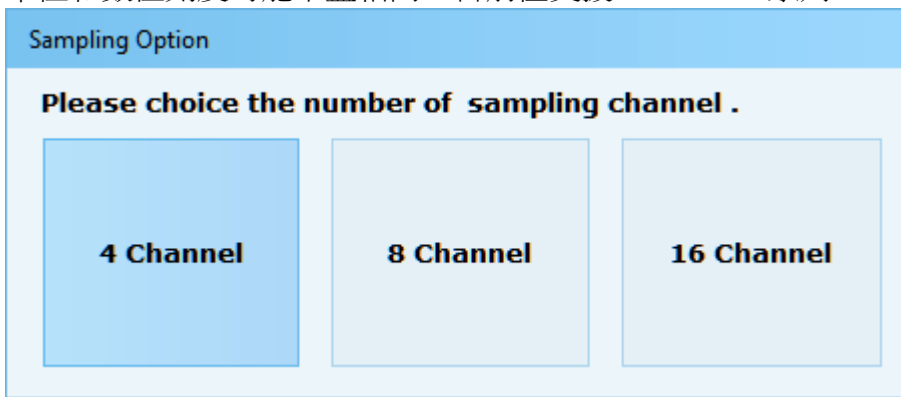 Sampling Option
Please choice the number of sampling channel .
4 Channel
8 Channel
16 Channel